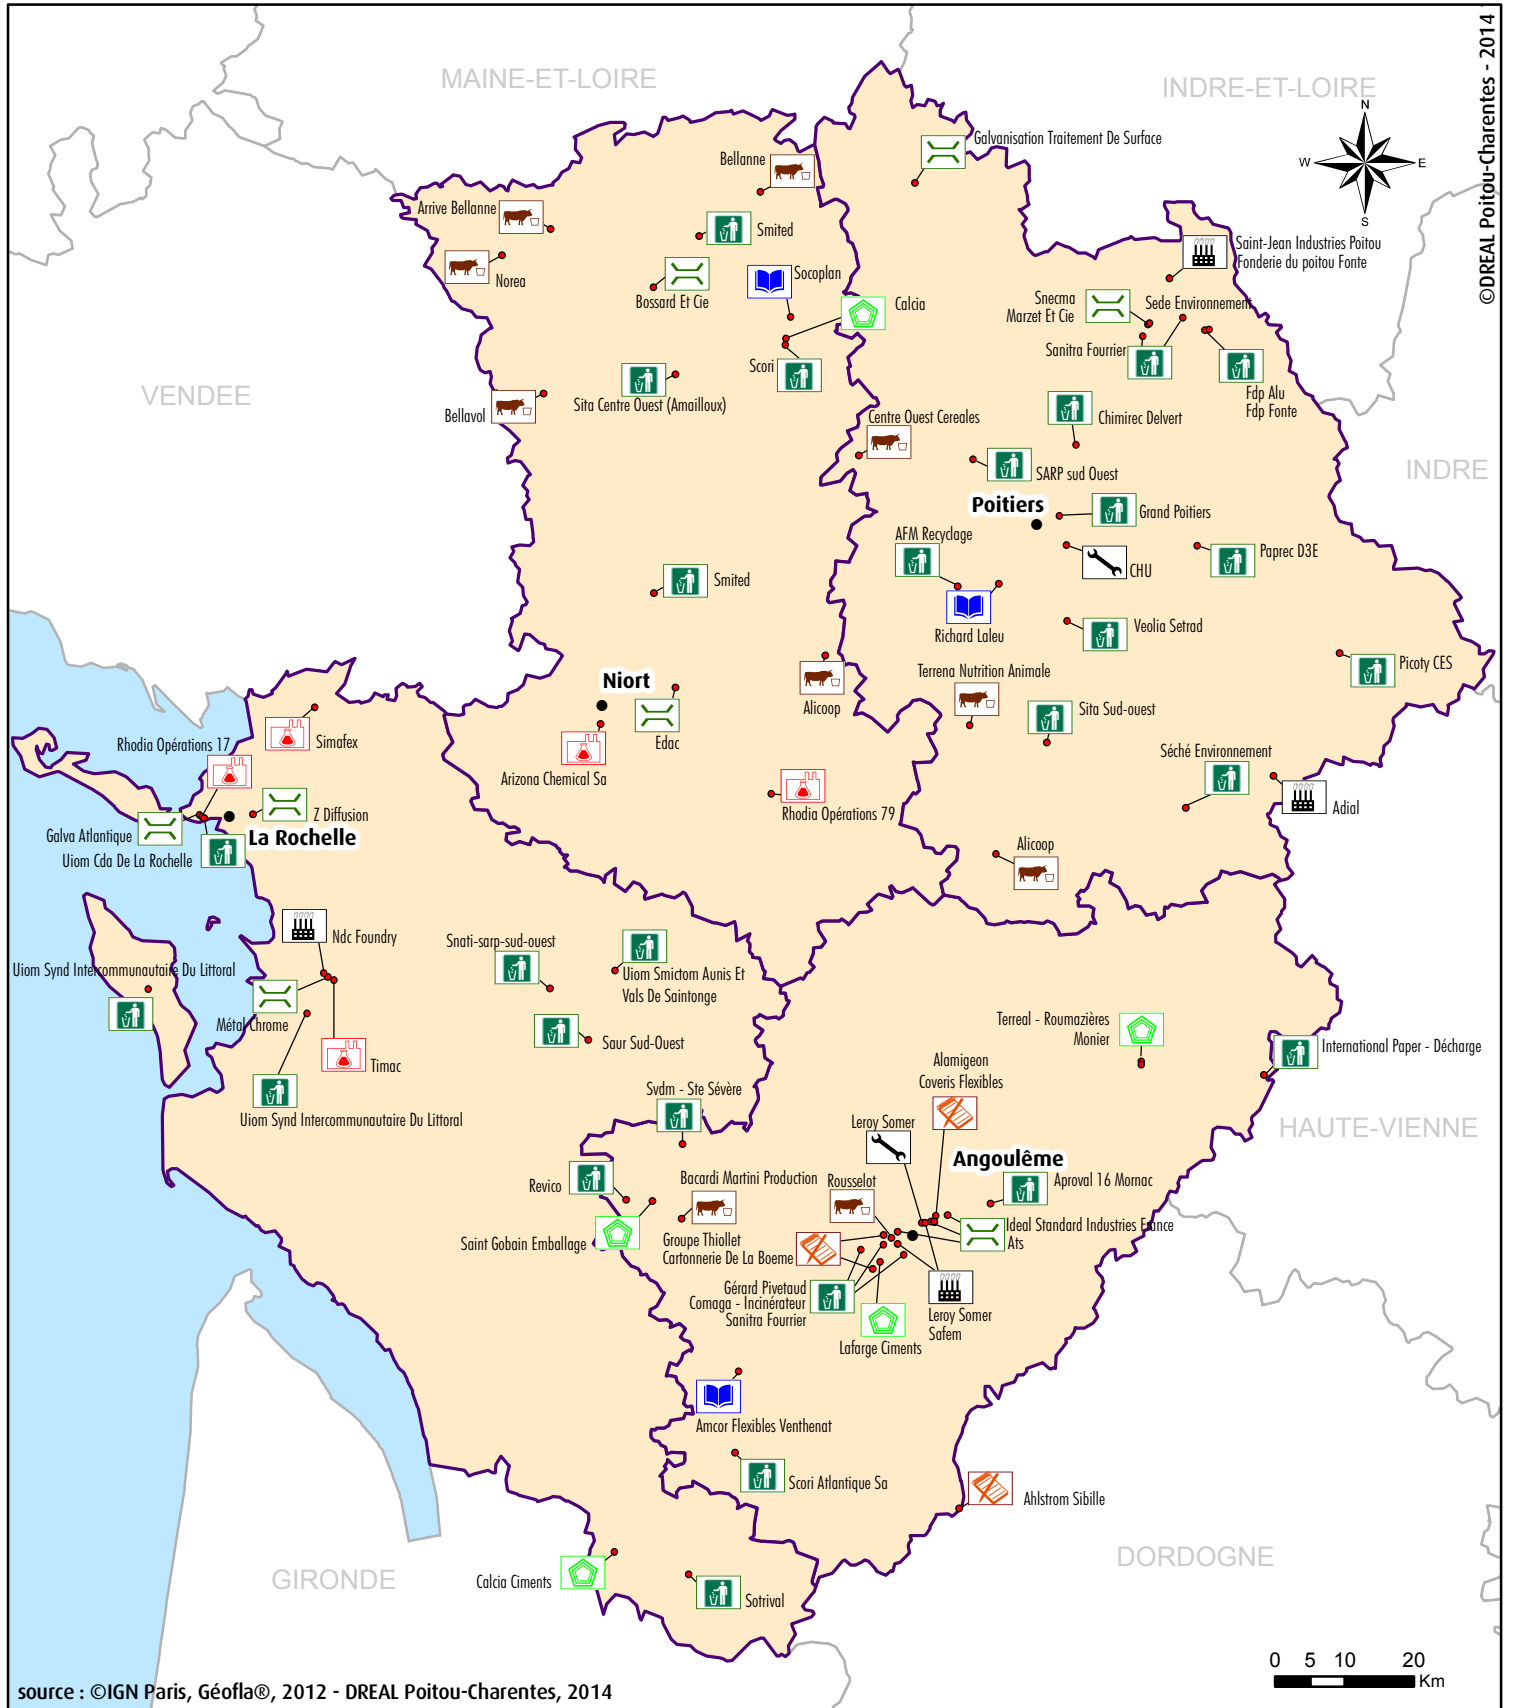 ©DREAL Poitou-Charentes - 2014
MAINE-ET-LOIRE
INDRE-ET-LOIRE
N
W
E
S
Galvanisation Traitement De Surface
Bellanne
Arrive Bellanne
Smited
Norea
Bossard Et Cie
Socoplan
Calcia
Saint-Jean Industries Poitou
Fonderie du poitou Fonte
Snecma
Marzet Et Cie
Sede Environnement
Sanitra Fourrier
Scori
Fdp Alu
Fdp Fonte
VENDEE
Sita Centre Ouest (Amailloux)
Bellavol
Centre Ouest Cereales
Chimirec Delvert
INDRE
SARP sud Ouest
Poitiers
Grand Poitiers
AFM Recyclage
CHU
Paprec D3E
Smited
Richard Laleu
Veolia Setrad
Niort
Alicoop
Terrena Nutrition Animale
Picoty CES
Sita Sud-ouest
Simafex
Edac
Rhodia Opérations 17
Arizona Chemical Sa
Séché Environnement
Z Diffusion
Rhodia Opérations 79
Adial
Galva Atlantique
La Rochelle
Uiom Cda De La Rochelle
Alicoop
Ndc Foundry
Snati-sarp-sud-ouest
Uiom Synd Intercommunautaire Du Littoral
Uiom Smictom Aunis Et
Vals De Saintonge
Métal Chrome
Terreal - Roumazières
Monier
Saur Sud-Ouest
International Paper - Décharge
Timac
Alamigeon
Coveris Flexibles
Svdm - Ste Sévère
Uiom Synd Intercommunautaire Du Littoral
Leroy Somer
HAUTE-VIENNE
Angoulême
Revico
Bacardi Martini Production
Rousselot
Aproval 16 Mornac
Ideal Standard Industries France
Ats
Saint Gobain Emballage
Groupe Thiollet
Cartonnerie De La Boeme
Gérard Pivetaud
Comaga - Incinérateur
Sanitra Fourrier
Leroy Somer
Safem
Lafarge Ciments
Amcor Flexibles Venthenat
Scori Atlantique Sa
Ahlstrom Sibille
DORDOGNE
GIRONDE
Calcia Ciments
Sotrival
0 5 10 20
Km
source : ©IGN Paris, Géofla®, 2012 - DREAL Poitou-Charentes, 2014